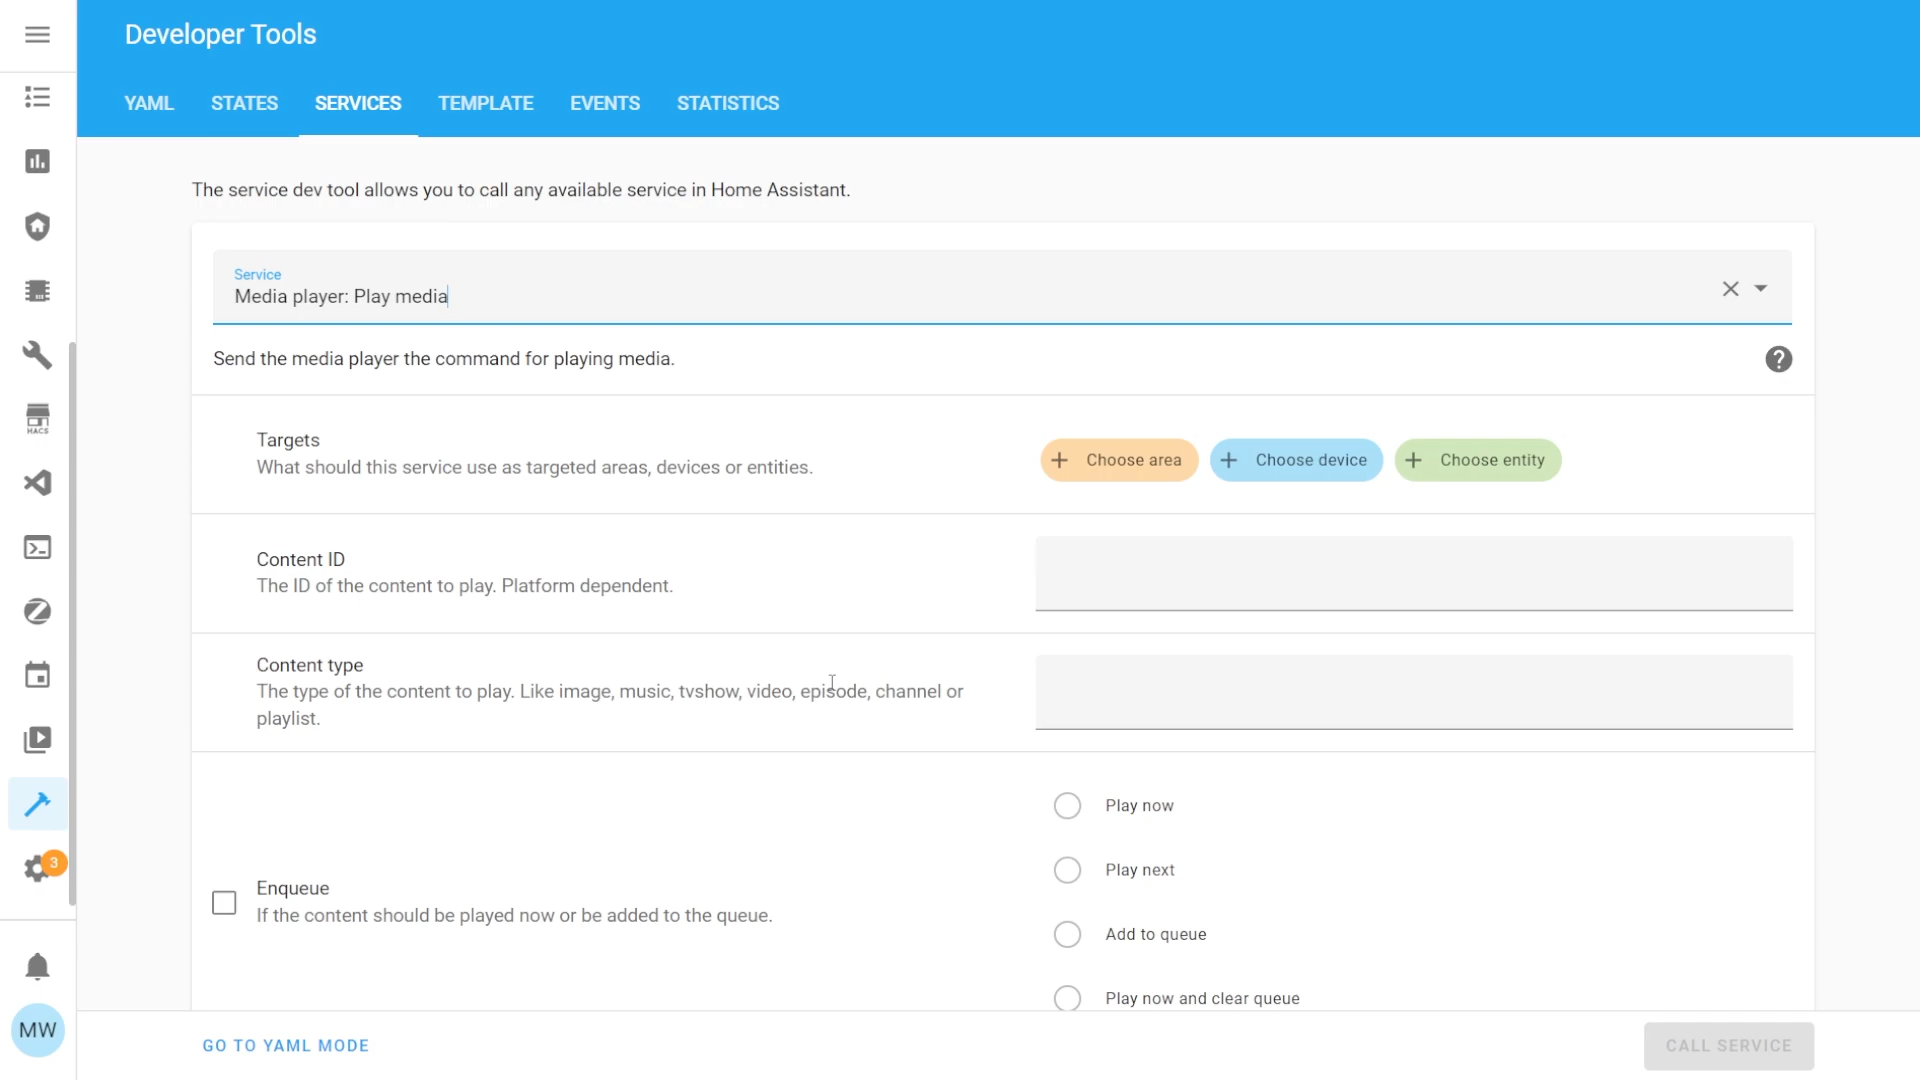 Developer Tools
YAML STATES SERVICES TEMPLATE EVENTS STATISTICS
The service dev tool allows you to call any available service in Home Assistant.
Service
Media player: Play media
Send the media player the command for playing media.
Targets
What should this service use as targeted areas, devices or entities.
Choose area Choose device Choose entity
HACS
Content ID
The ID of the content to play. Platform dependent.
Content type
The type of the content to play. Like image, music, tvshow, video, episode, channel or
playlist.
Play now
Play next
3
Enqueue
If the content should be played now or be added to the queue.
Add to queue
Play now and clear queue
MW
GO TO YAML MODE
CALL SERVICE